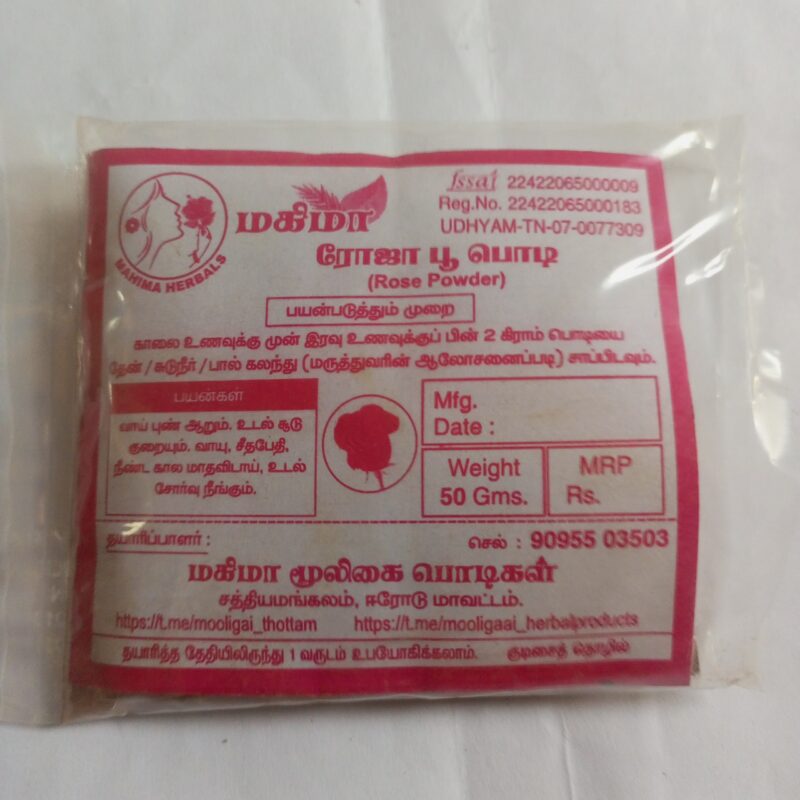 MAHIMA HERBALS
மகிமா
fssai 22422065000009
Reg.No. 22422065000183
UDHYAM-TN-07-0077309
ரோஜா பூ பொடி
(Rose Powder)
பயன்படுத்தும் முறை
காலை உணவுக்கு முன் இரவு உணவுக்குப் பின் 2 கிராம் பொடியை
தேன் / சுடுநீர் / பால் கலந்து (மருத்துவரின் ஆலோசனைப்படி) சாப்பிடவும்.
பயன்கள்
வாய் புண் ஆறும். உடல் சூடு
குறையும். வாயு, சீதபேதி,
நீண்ட கால மாதவிடாய், உடல்
சோர்வு நீங்கும்.
Mfg.
Date :
Weight
50 Gms.
MRP
Rs.
தயாரிப்பாளர் :
செல் : 90955 03503
மகிமா மூலிகை பொடிகள்
சத்தியமங்கலம், ஈரோடு மாவட்டம்.
https://t.me/mooligai_thottam https://t.me/mooligaai_herbalproducts
தயாரித்த தேதியிலிருந்து 1 வருடம் உபயோகிக்கலாம். குடிசைத் தொழில்